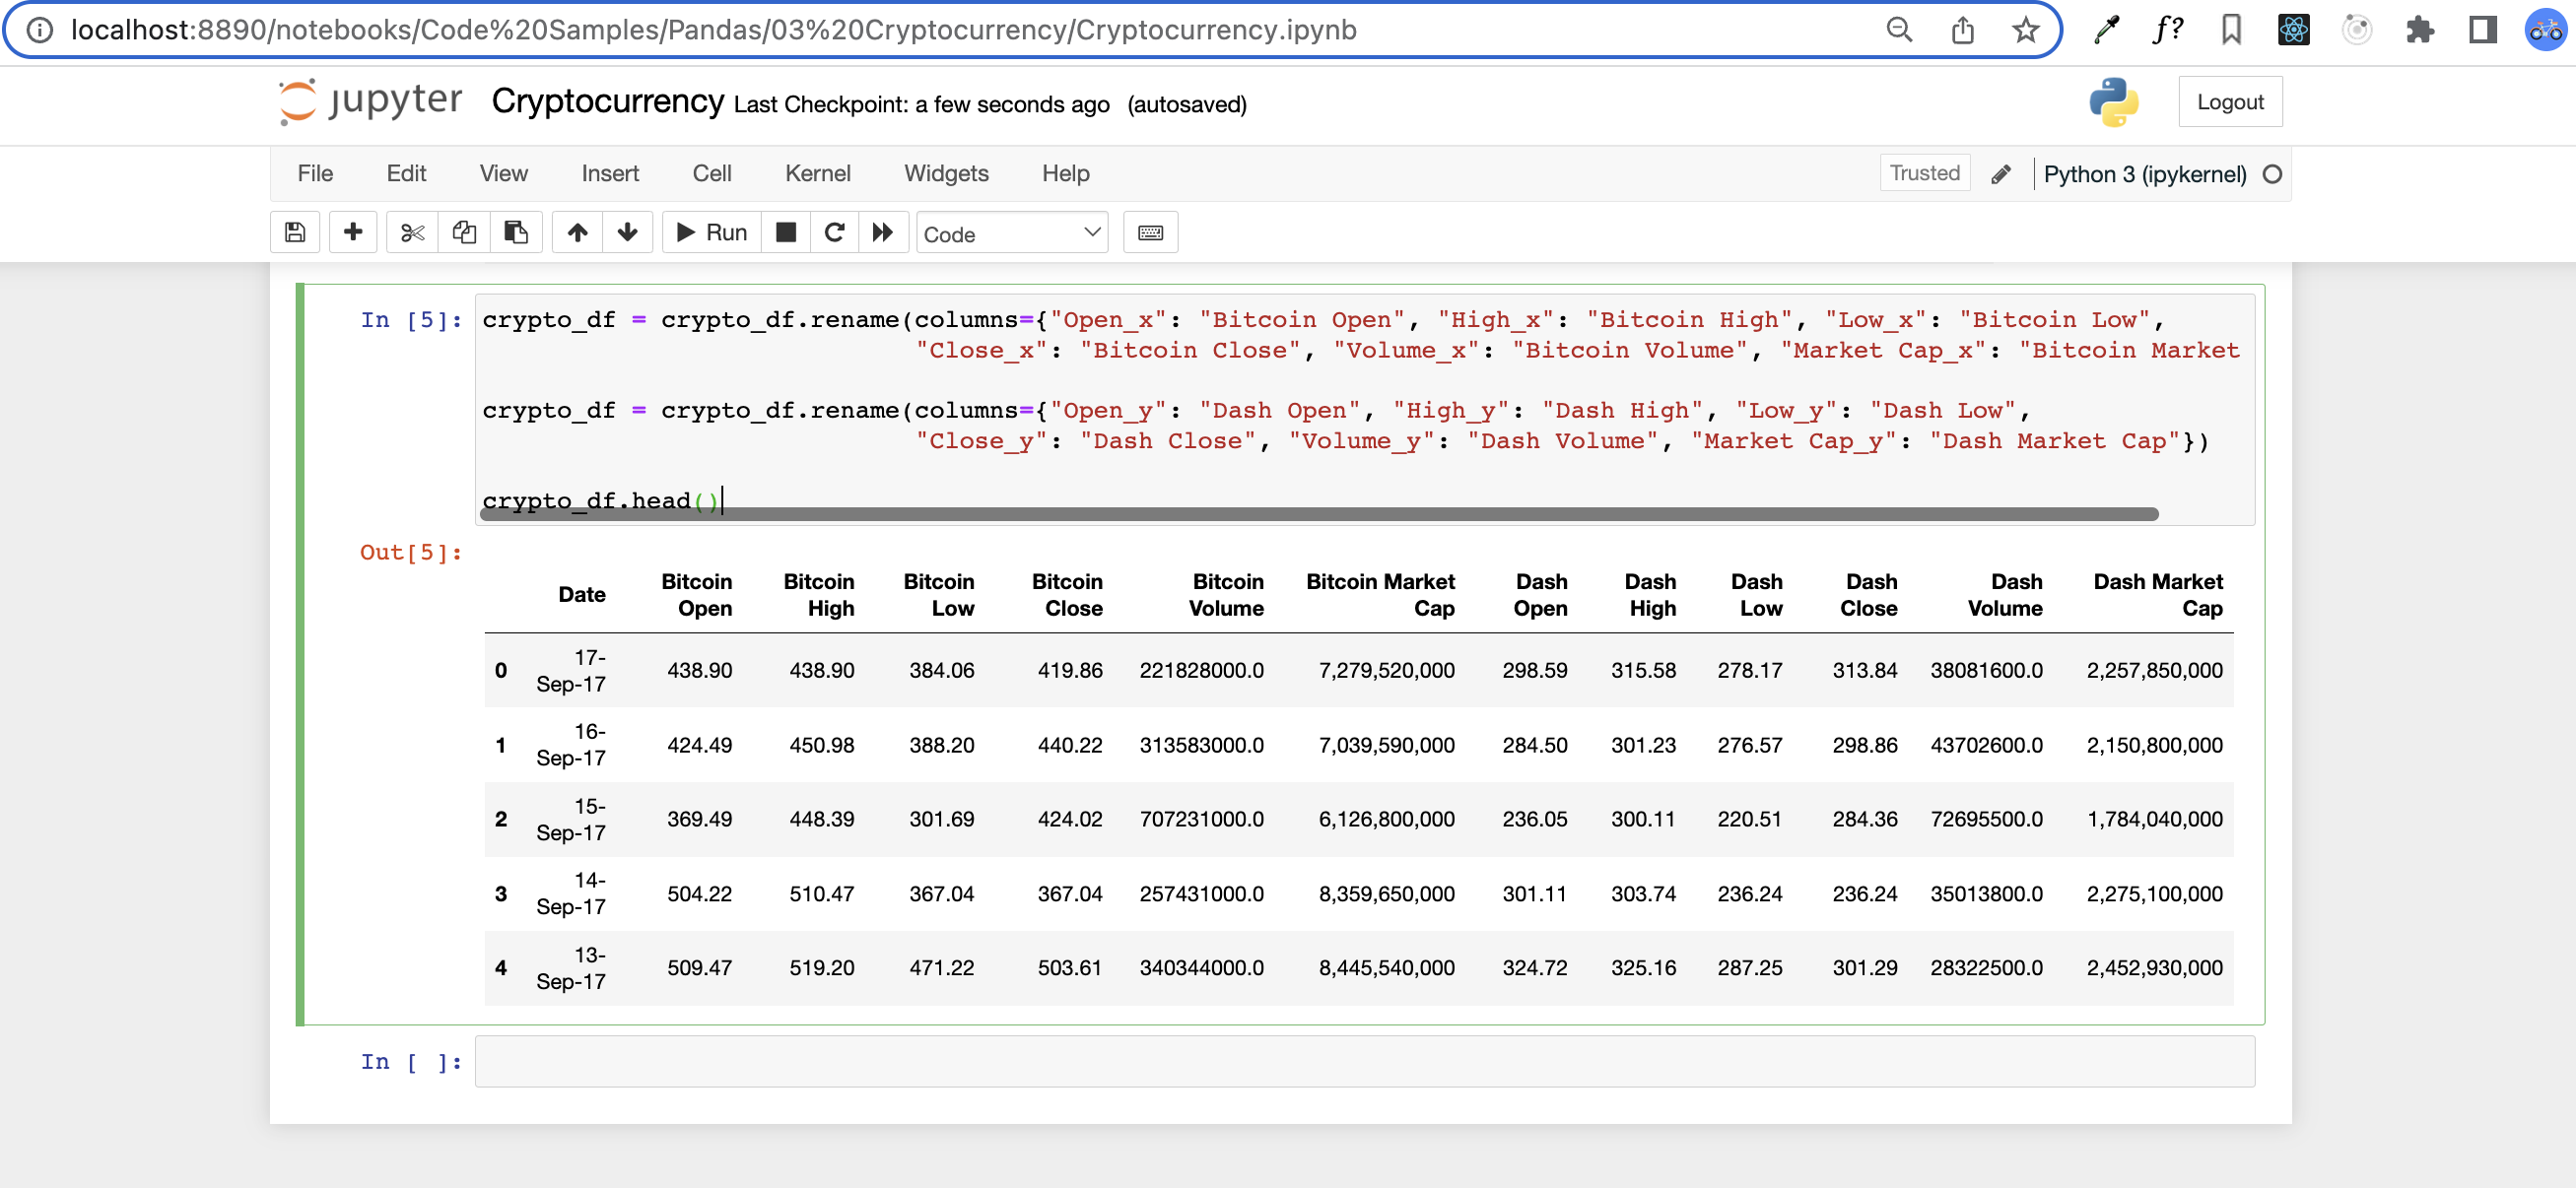 localhost:8890/notebooks/Code%20Samples/Pandas/03%20Cryptocurrency/Cryptocurrency.ipynb
f?
jupyter Cryptocurrency Last Checkpoint: a few seconds ago (autosaved)
Logout
File Edit View Insert Cell Kernel Widgets Help
Trusted Python 3 (ipykernel)
Run Code
In [5]: crypto_df = crypto_df.rename(columns={"Open_x": "Bitcoin Open", "High_x": "Bitcoin High", "Low_x": "Bitcoin Low",
"Close_x": "Bitcoin Close", "Volume_x": "Bitcoin Volume", "Market Cap_x": "Bitcoin Market
crypto_df = crypto_df.rename(columns={"Open_y": "Dash Open", "High_y": "Dash High", "Low_y": "Dash Low",
"Close_y": "Dash Close", "Volume_y": "Dash Volume", "Market Cap_y": "Dash Market Cap"})
crypto_df.head()
Out[5]:
Date Bitcoin Open Bitcoin High Bitcoin Low Bitcoin Close Bitcoin Volume Bitcoin Market Cap Dash Open Dash High Dash Low Dash Close Dash Volume Dash Market Cap
0 17-Sep-17 438.90 438.90 384.06 419.86 221828000.0 7,279,520,000 298.59 315.58 278.17 313.84 38081600.0 2,257,850,000
1 16-Sep-17 424.49 450.98 388.20 440.22 313583000.0 7,039,590,000 284.50 301.23 276.57 298.86 43702600.0 2,150,800,000
2 15-Sep-17 369.49 448.39 301.69 424.02 707231000.0 6,126,800,000 236.05 300.11 220.51 284.36 72695500.0 1,784,040,000
3 14-Sep-17 504.22 510.47 367.04 367.04 257431000.0 8,359,650,000 301.11 303.74 236.24 236.24 35013800.0 2,275,100,000
4 13-Sep-17 509.47 519.20 471.22 503.61 340344000.0 8,445,540,000 324.72 325.16 287.25 301.29 28322500.0 2,452,930,000
In [ ]: